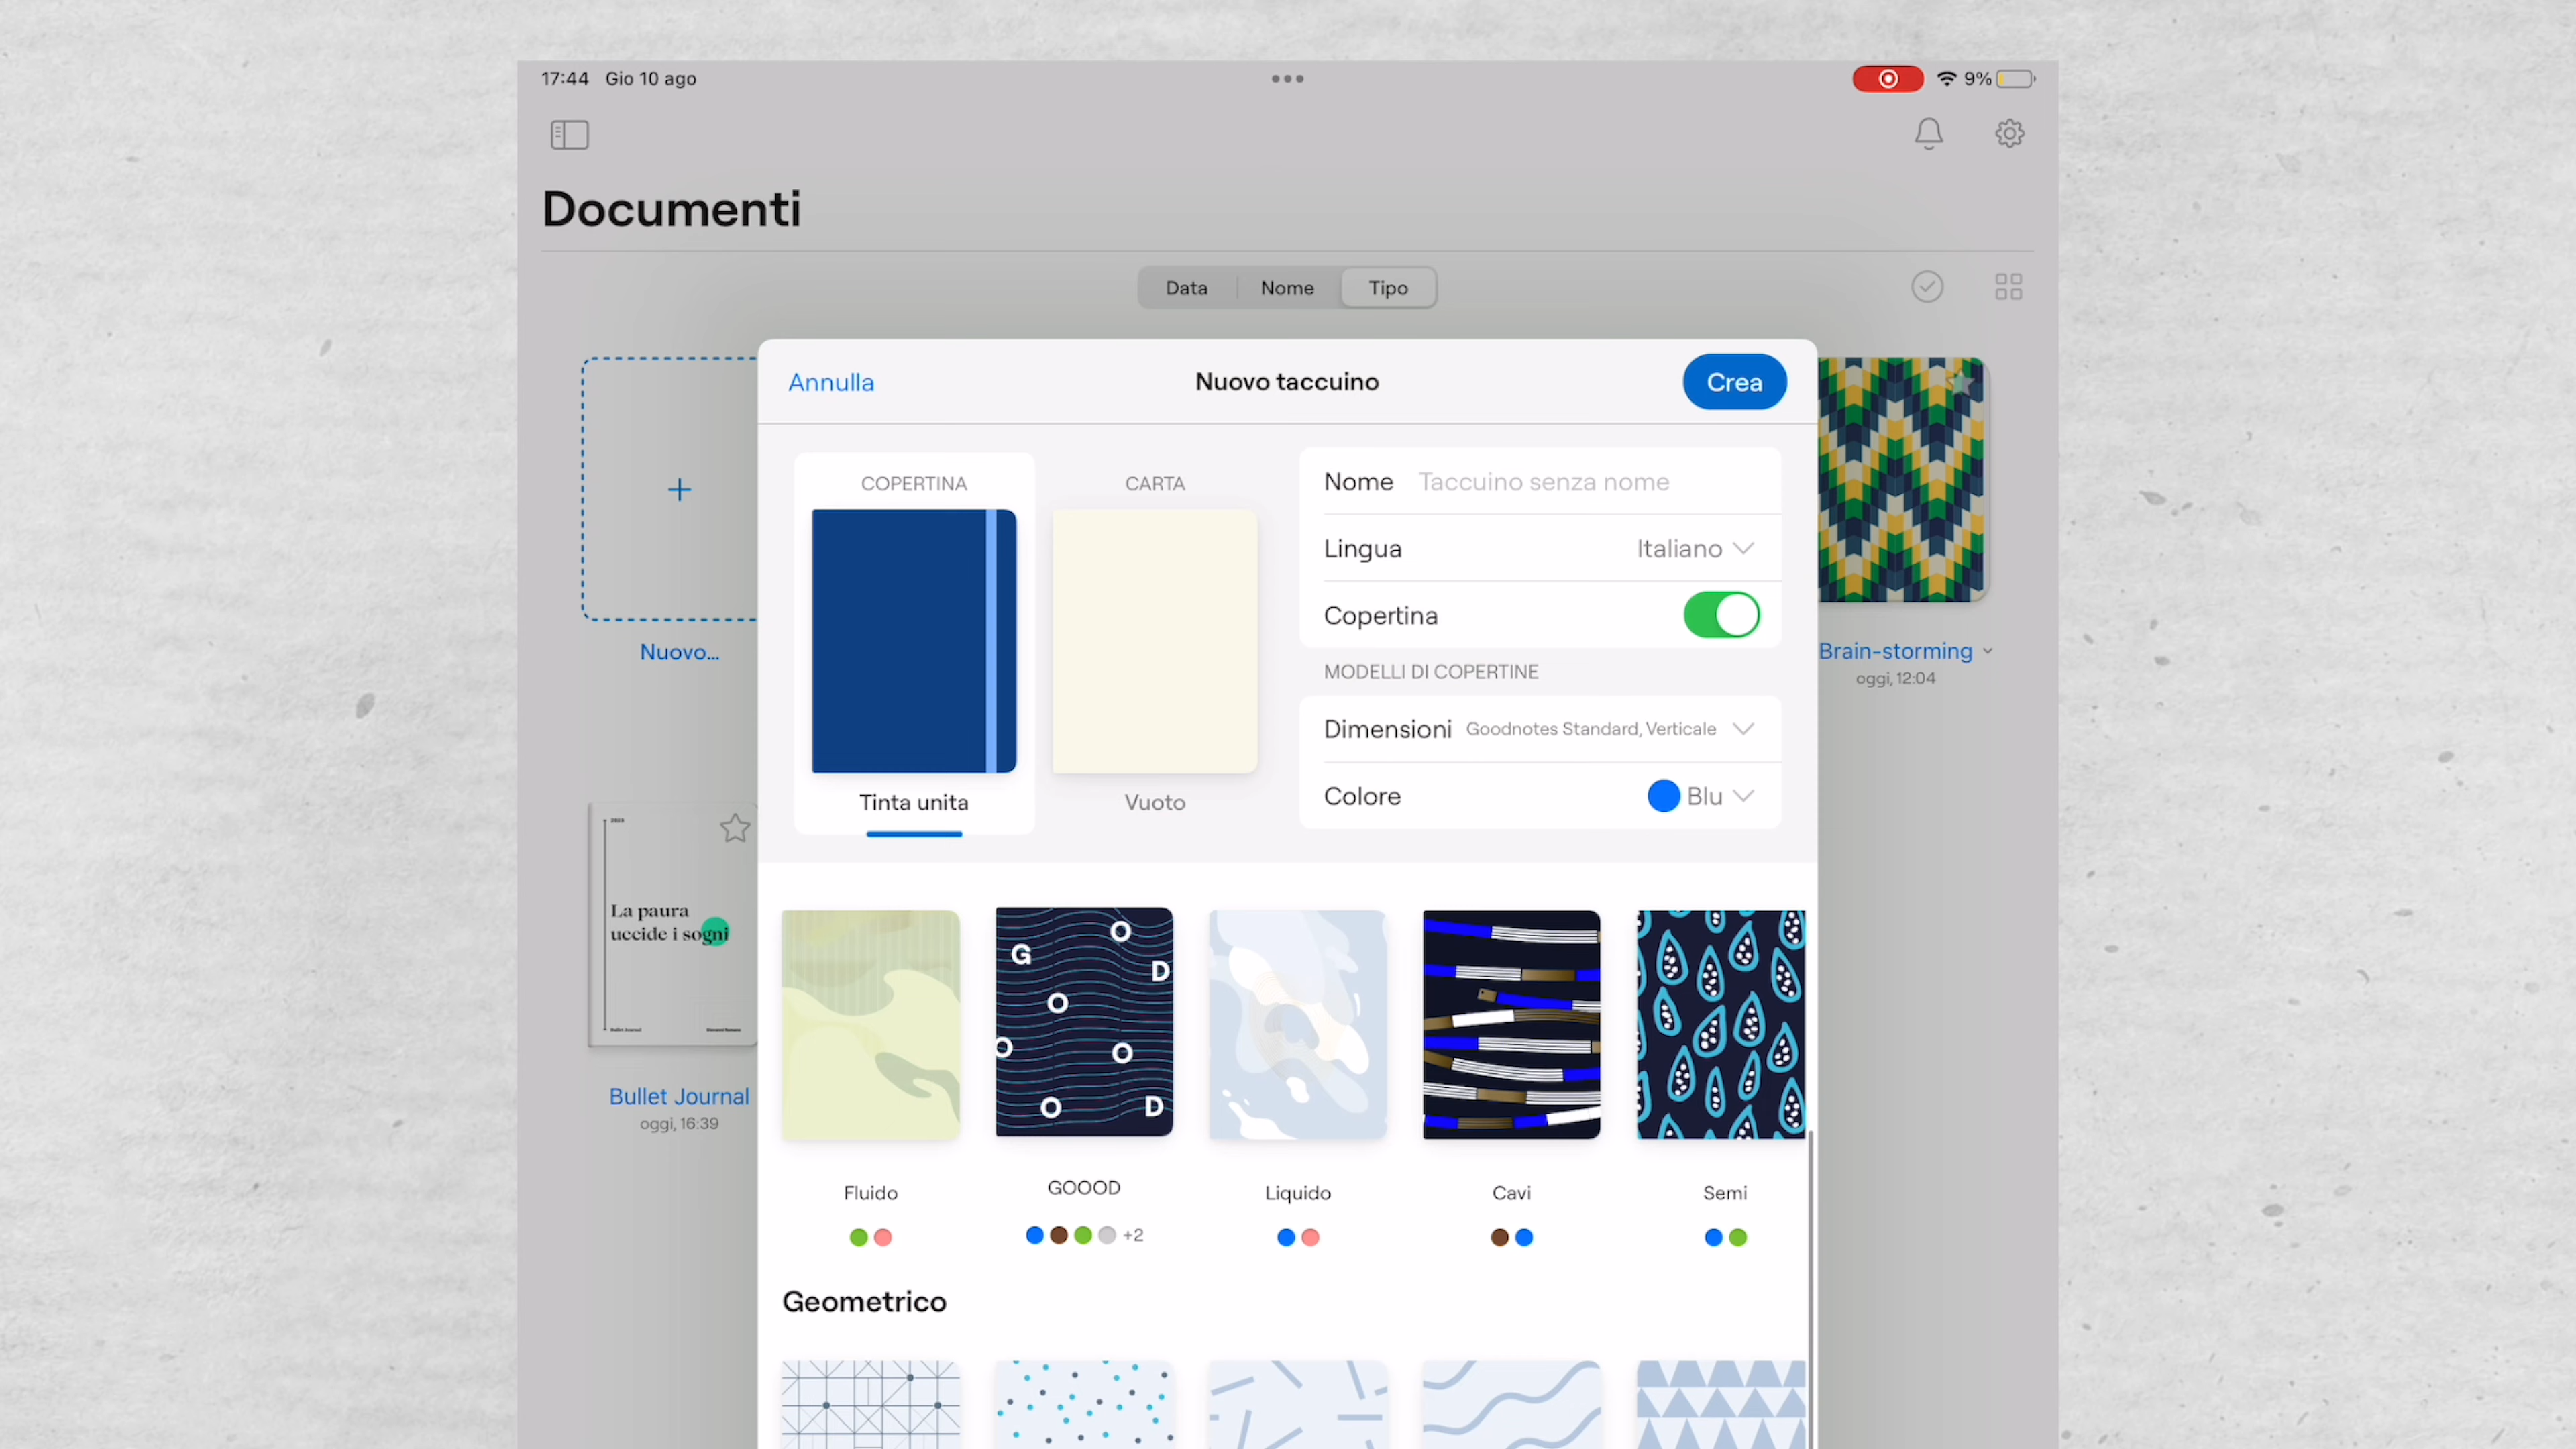 17:44 Gio 10 ago
9%
Documenti
Data Nome Tipo
Annulla Nuovo taccuino Crea
COPERTINA CARTA
Nome Taccuino senza nome
Lingua Italiano
Copertina
MODELLI DI COPERTINE
Dimensioni Goodnotes Standard, Verticale
Colore Blu
Tinta unita Vuoto
Nuovo...
Brain-storming
oggi, 12:04
2023
La paura
uccide i sogni
Bullet Journal
Bullet Journal
oggi, 16:39
G O
D
O
O O
O D
Fluido GOOOD Liquido Cavi Semi
+2
Geometrico